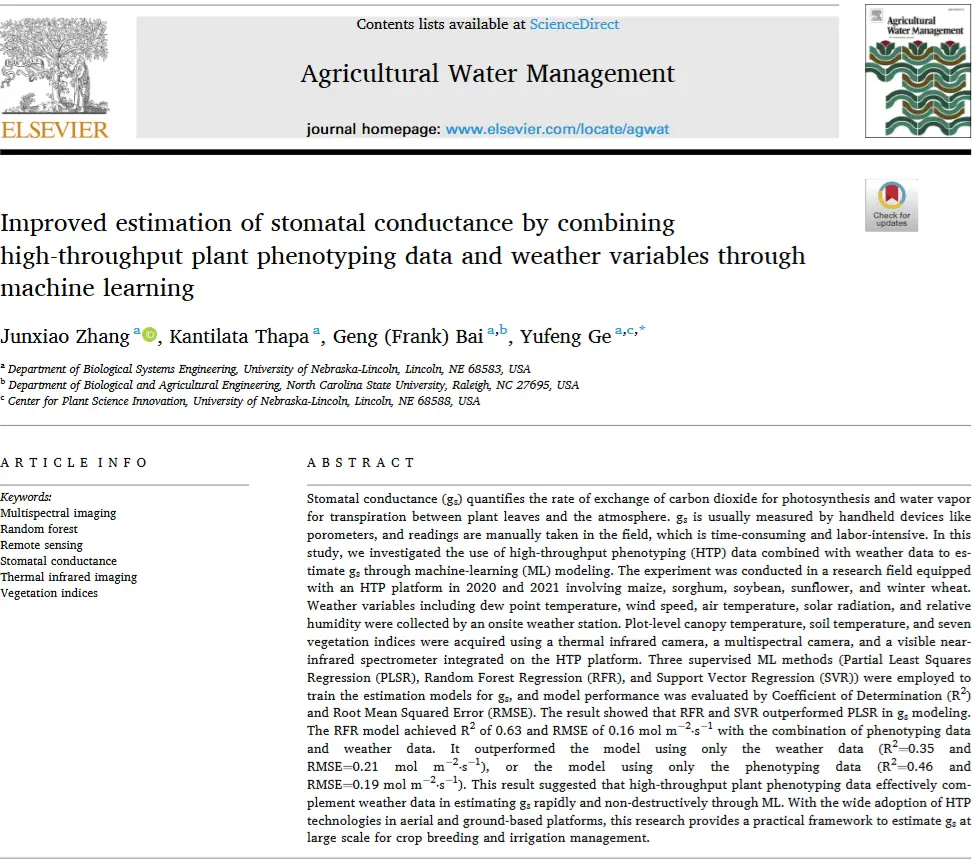 Contents lists available at ScienceDirect
Agricultural Water Management
journal homepage: www.elsevier.com/locate/agwat
ELSEVIER
Agricultural
Water Management
Check for
updates
Improved estimation of stomatal conductance by combining
high-throughput plant phenotyping data and weather variables through
machine learning
Junxiao Zhang a, Kantilata Thapa a, Geng (Frank) Bai a,b, Yufeng Ge a,c,*
a Department of Biological Systems Engineering, University of Nebraska-Lincoln, Lincoln, NE 68583, USA
b Department of Biological and Agricultural Engineering, North Carolina State University, Raleigh, NC 27695, USA
c Center for Plant Science Innovation, University of Nebraska-Lincoln, Lincoln, NE 68588, USA
ARTICLE INFO
Keywords:
Multispectral imaging
Random forest
Remote sensing
Stomatal conductance
Thermal infrared imaging
Vegetation indices
ABSTRACT
Stomatal conductance (gs) quantifies the rate of exchange of carbon dioxide for photosynthesis and water vapor
for transpiration between plant leaves and the atmosphere. gs is usually measured by handheld devices like
porometers, and readings are manually taken in the field, which is time-consuming and labor-intensive. In this
study, we investigated the use of high-throughput phenotyping (HTP) data combined with weather data to es-
timate gs through machine-learning (ML) modeling. The experiment was conducted in a research field equipped
with an HTP platform in 2020 and 2021 involving maize, sorghum, soybean, sunflower, and winter wheat.
Weather variables including dew point temperature, wind speed, air temperature, solar radiation, and relative
humidity were collected by an onsite weather station. Plot-level canopy temperature, soil temperature, and seven
vegetation indices were acquired using a thermal infrared camera, a multispectral camera, and a visible near-
infrared spectrometer integrated on the HTP platform. Three supervised ML methods (Partial Least Squares
Regression (PLSR), Random Forest Regression (RFR), and Support Vector Regression (SVR)) were employed to
train the estimation models for gs, and model performance was evaluated by Coefficient of Determination (R²)
and Root Mean Squared Error (RMSE). The result showed that RFR and SVR outperformed PLSR in gs modeling.
The RFR model achieved R² of 0.63 and RMSE of 0.16 mol m⁻²·s⁻¹ with the combination of phenotyping data
and weather data. It outperformed the model using only the weather data (R²=0.35 and
RMSE=0.21 mol m⁻²·s⁻¹), or the model using only the phenotyping data (R²=0.46 and
RMSE=0.19 mol m⁻²·s⁻¹). This result suggested that high-throughput plant phenotyping data effectively com-
plement weather data in estimating gs rapidly and non-destructively through ML. With the wide adoption of HTP
technologies in aerial and ground-based platforms, this research provides a practical framework to estimate gs at
large scale for crop breeding and irrigation management.